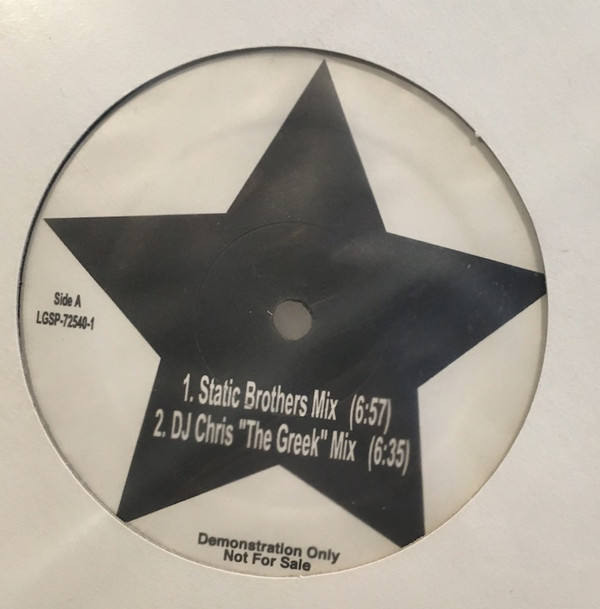 Side A
LGSP-72540-1
1. Static Brothers Mix (6:57)
2. DJ Chris "The Greek" Mix (6:35)
Demonstration Only
Not For Sale